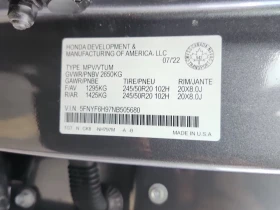 HONDA DEVELOPMENT &
MANUFACTURING OF AMERICA, LLC
07/22
TYPE MPV/VTUM
GVWR/PNBV 2650KG
GAWR/PNBE TIRE/PNEU RIM/JANTE
F/AV 1295KG 245/50R20 102H 20X8.0J
R/AR 1425KG 245/50R20 102H 20X8.0J
V.I.N. 5FNYF8H97NB505680
MADE IN U.S.A.